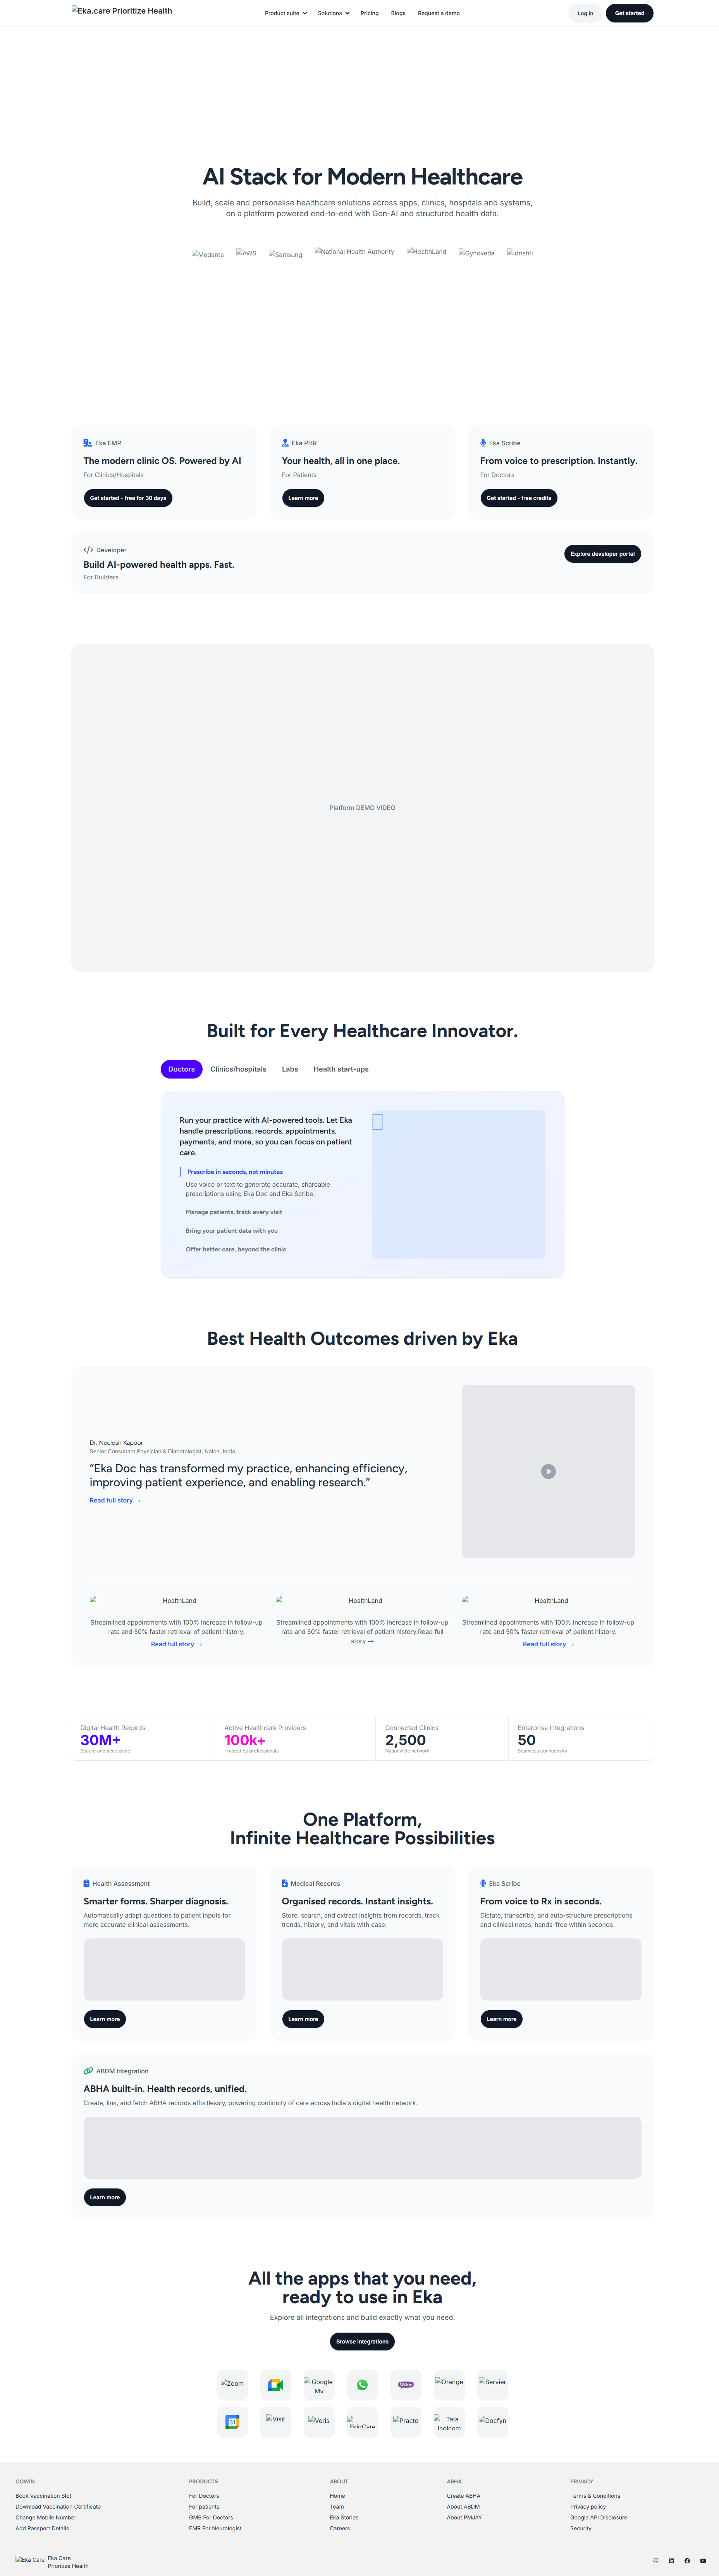 Eka.care Prioritize Health
Product suite
Solutions
Pricing
Blogs
Request a demo
Log in
Get started
AI Stack for Modern Healthcare
Build, scale and personalise healthcare solutions across apps, clinics, hospitals and systems,
on a platform powered end-to-end with Gen-AI and structured health data.
Medanta
AWS
Samsung
National Health Authority
HealthLand
Gynoveda
idrishti
Eka EMR
The modern clinic OS. Powered by AI
For Clinics/Hospitals
Get started - free for 30 days
Eka PHR
Your health, all in one place.
For Patients
Learn more
Eka Scribe
From voice to prescription. Instantly.
For Doctors
Get started - free credits
Developer
Build AI-powered health apps. Fast.
For Builders
Explore developer portal
Platform DEMO VIDEO
Built for Every Healthcare Innovator.
Doctors
Clinics/hospitals
Labs
Health start-ups
Run your practice with AI-powered tools. Let Eka
handle prescriptions, records, appointments,
payments, and more, so you can focus on patient
care.
Prescribe in seconds, not minutes
Use voice or text to generate accurate, shareable
prescriptions using Eka Doc and Eka Scribe.
Manage patients, track every visit
Bring your patient data with you
Offer better care, beyond the clinic
Best Health Outcomes driven by Eka
Dr. Neelesh Kapoor
Senior Consultant Physician & Diabetologist, Noida, India
“Eka Doc has transformed my practice, enhancing efficiency,
improving patient experience, and enabling research.”
Read full story →
HealthLand
Streamlined appointments with 100% increase in follow-up
rate and 50% faster retrieval of patient history.
Read full story →
HealthLand
Streamlined appointments with 100% increase in follow-up
rate and 50% faster retrieval of patient history.Read full
story →
HealthLand
Streamlined appointments with 100% increase in follow-up
rate and 50% faster retrieval of patient history.
Read full story →
Digital Health Records
30M+
Secure and accessible
Active Healthcare Providers
100k+
Trusted by professionals
Connected Clinics
2,500
Nationwide network
Enterprise Integrations
50
Seamless connectivity
One Platform,
Infinite Healthcare Possibilities
Health Assessment
Smarter forms. Sharper diagnosis.
Automatically adapt questions to patient inputs for
more accurate clinical assessments.
Learn more
Medical Records
Organised records. Instant insights.
Store, search, and extract insights from records, track
trends, history, and vitals with ease.
Learn more
Eka Scribe
From voice to Rx in seconds.
Dictate, transcribe, and auto-structure prescriptions
and clinical notes, hands-free within seconds.
Learn more
ABDM Integration
ABHA built-in. Health records, unified.
Create, link, and fetch ABHA records effortlessly, powering continuity of care across India's digital health network.
Learn more
All the apps that you need,
ready to use in Eka
Explore all integrations and build exactly what you need.
Browse integrations
Zoom
Google
My
Orange
Servier
31
Visit
Veris
EkinCare
Practo
Tata
Indicom
Docfyn
COWIN
Book Vaccination Slot
Download Vaccination Certificate
Change Mobile Number
Add Passport Details
PRODUCTS
For Doctors
For patients
GMB For Doctors
EMR For Neurologist
ABOUT
Home
Team
Eka Stories
Careers
ABHA
Create ABHA
About ABDM
About PMJAY
PRIVACY
Terms & Conditions
Privacy policy
Google API Disclosure
Security
Eka Care
Eka Care
Prioritize Health